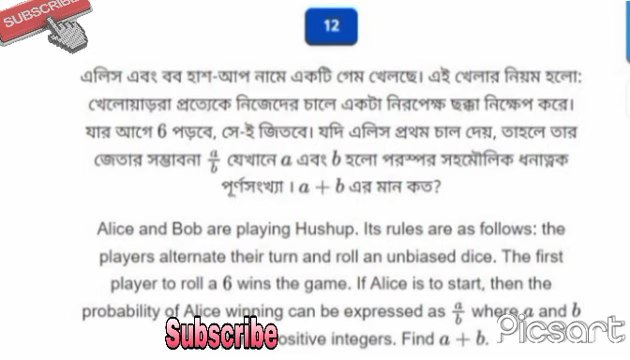 SUBSCRIBE
12
এলিস এবং বব হাশ-আপ নামে একটি গেম খেলছে। এই খেলার নিয়ম হলো:
খেলোয়াড়রা প্রত্যেকে নিজেদের চালে একটা নিরপেক্ষ ছক্কা নিক্ষেপ করে।
যার আগে 6 পড়বে, সে-ই জিতবে। যদি এলিস প্রথম চাল দেয়, তাহলে তার
জেতার সম্ভাবনা a/b যেখানে a এবং b হলো পরস্পর সহমৌলিক ধনাত্নক
পূর্ণসংখ্যা । a + b এর মান কত?
Alice and Bob are playing Hushup. Its rules are as follows: the
players alternate their turn and roll an unbiased dice. The first
player to roll a 6 wins the game. If Alice is to start, then the
probability of Alice winning can be expressed as a/b where a and b
Subscribe ositive integers. Find a + b. Picsart